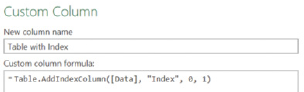 Custom Column
New column name
Table with Index
Custom column formula:
= Table.AddIndexColumn([Data], "Index", 0, 1)